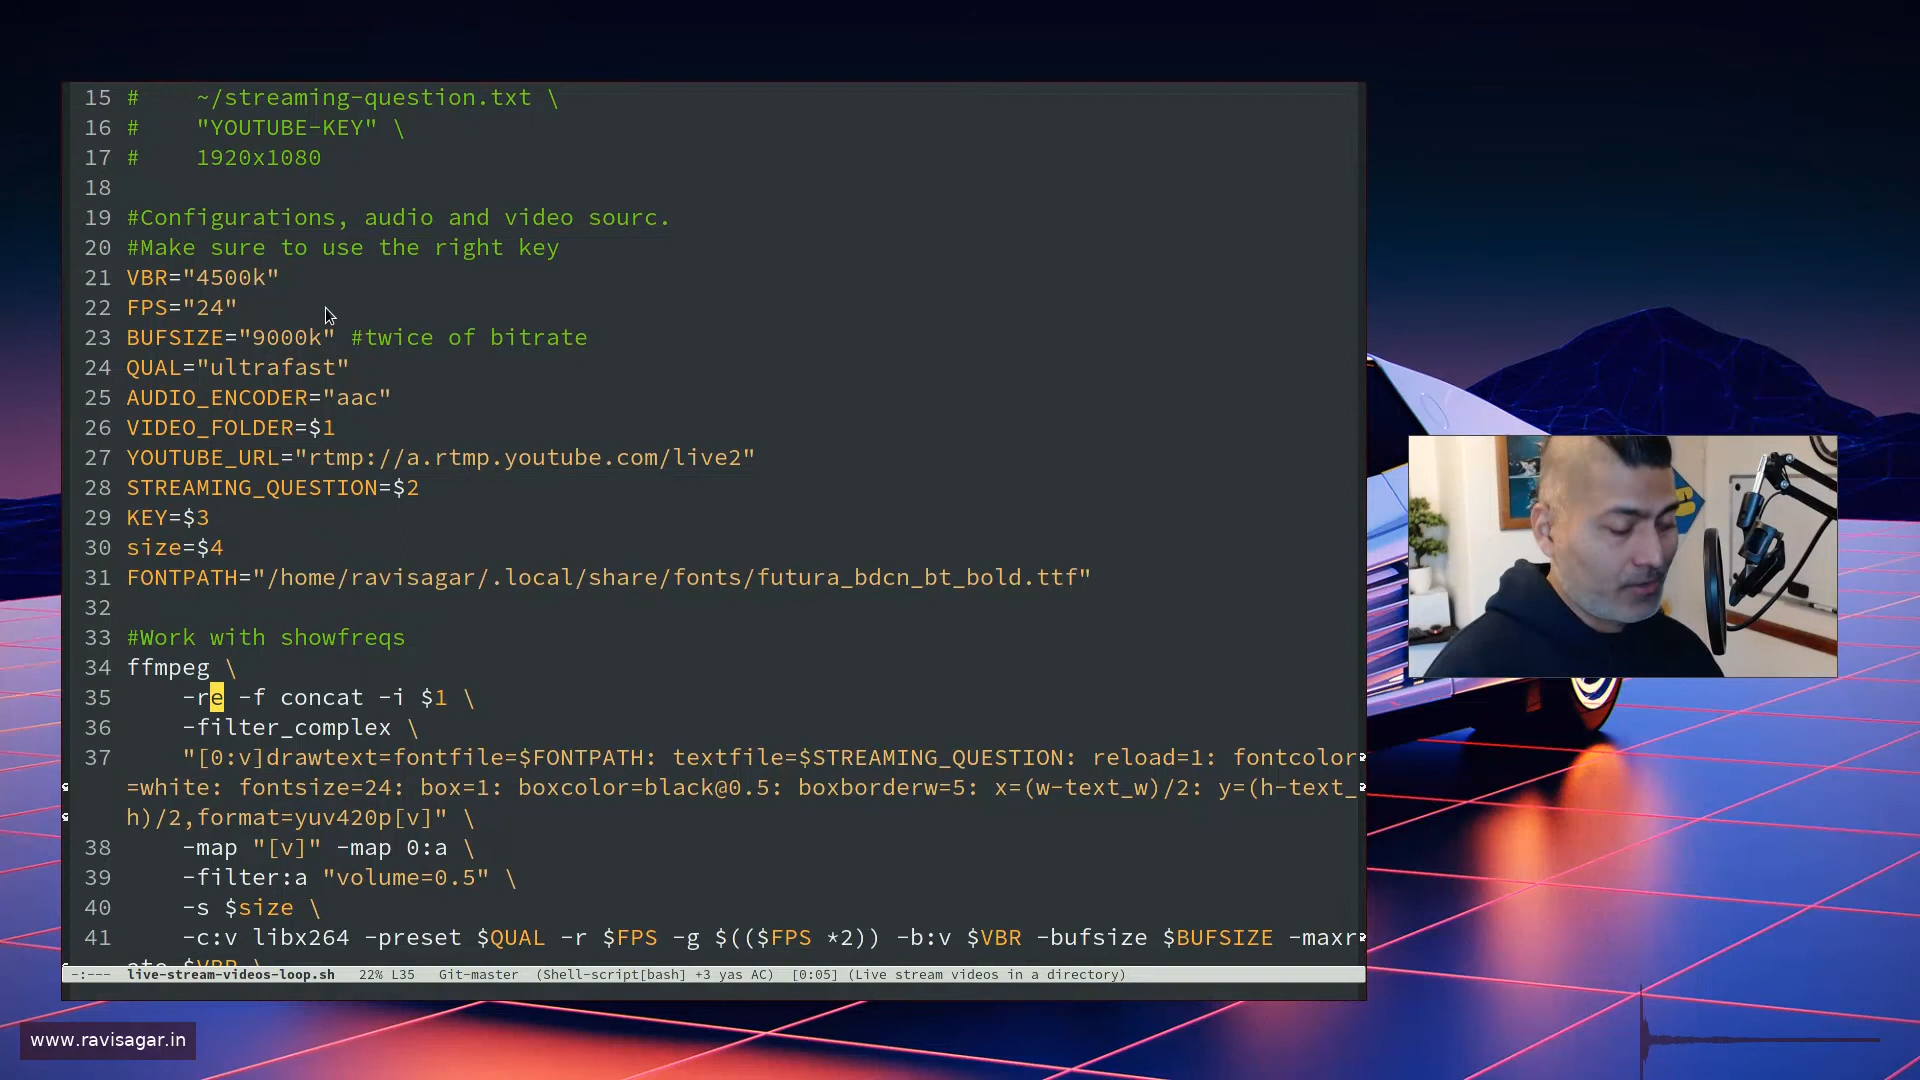 15 #    ~/streaming-question.txt \
16 #    "YOUTUBE-KEY" \
17 #    1920x1080
18
19 #Configurations, audio and video sourc.
20 #Make sure to use the right key
21 VBR="4500k"
22 FPS="24"
23 BUFSIZE="9000k" #twice of bitrate
24 QUAL="ultrafast"
25 AUDIO_ENCODER="aac"
26 VIDEO_FOLDER=$1
27 YOUTUBE_URL="rtmp://a.rtmp.youtube.com/live2"
28 STREAMING_QUESTION=$2
29 KEY=$3
30 size=$4
31 FONTPATH="/home/ravisagar/.local/share/fonts/futura_bdcn_bt_bold.ttf"
32
33 #Work with showfreqs
34 ffmpeg \
35     -re -f concat -i $1 \
36     -filter_complex \
37     "[0:v]drawtext=fontfile=$FONTPATH: textfile=$STREAMING_QUESTION: reload=1: fontcolor
=white: fontsize=24: box=1: boxcolor=black@0.5: boxborderw=5: x=(w-text_w)/2: y=(h-text_
h)/2,format=yuv420p[v]" \
38     -map "[v]" -map 0:a \
39     -filter:a "volume=0.5" \
40     -s $size \
41     -c:v libx264 -preset $QUAL -r $FPS -g $(($FPS *2)) -b:v $VBR -bufsize $BUFSIZE -maxr
ate $VBR \
-:---  live-stream-videos-loop.sh   22% L35   Git-master  (Shell-script[bash] +3 yas AC)  [0:05] (Live stream videos in a directory)
www.ravisagar.in